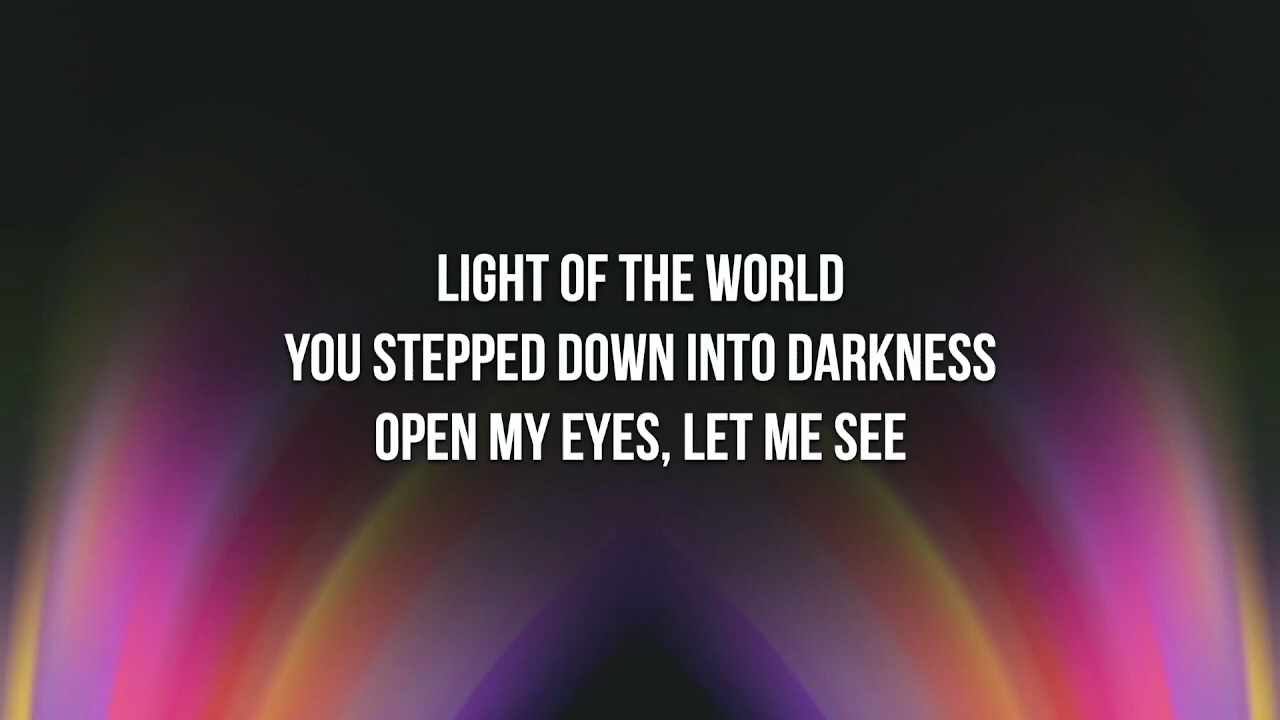 LIGHT OF THE WORLD
YOU STEPPED DOWN INTO DARKNESS
OPEN MY EYES, LET ME SEE